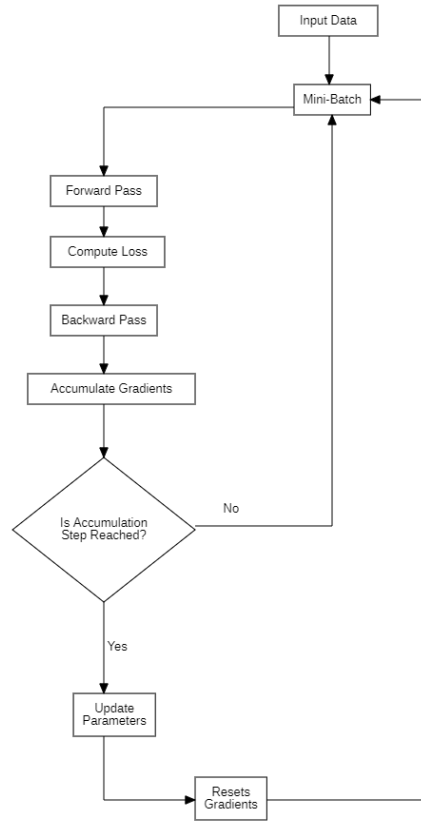 Input Data
Mini-Batch
Forward Pass
Compute Loss
Backward Pass
Accumulate Gradients
Is Accumulation
Step Reached?
No
Yes
Update
Parameters
Resets
Gradients